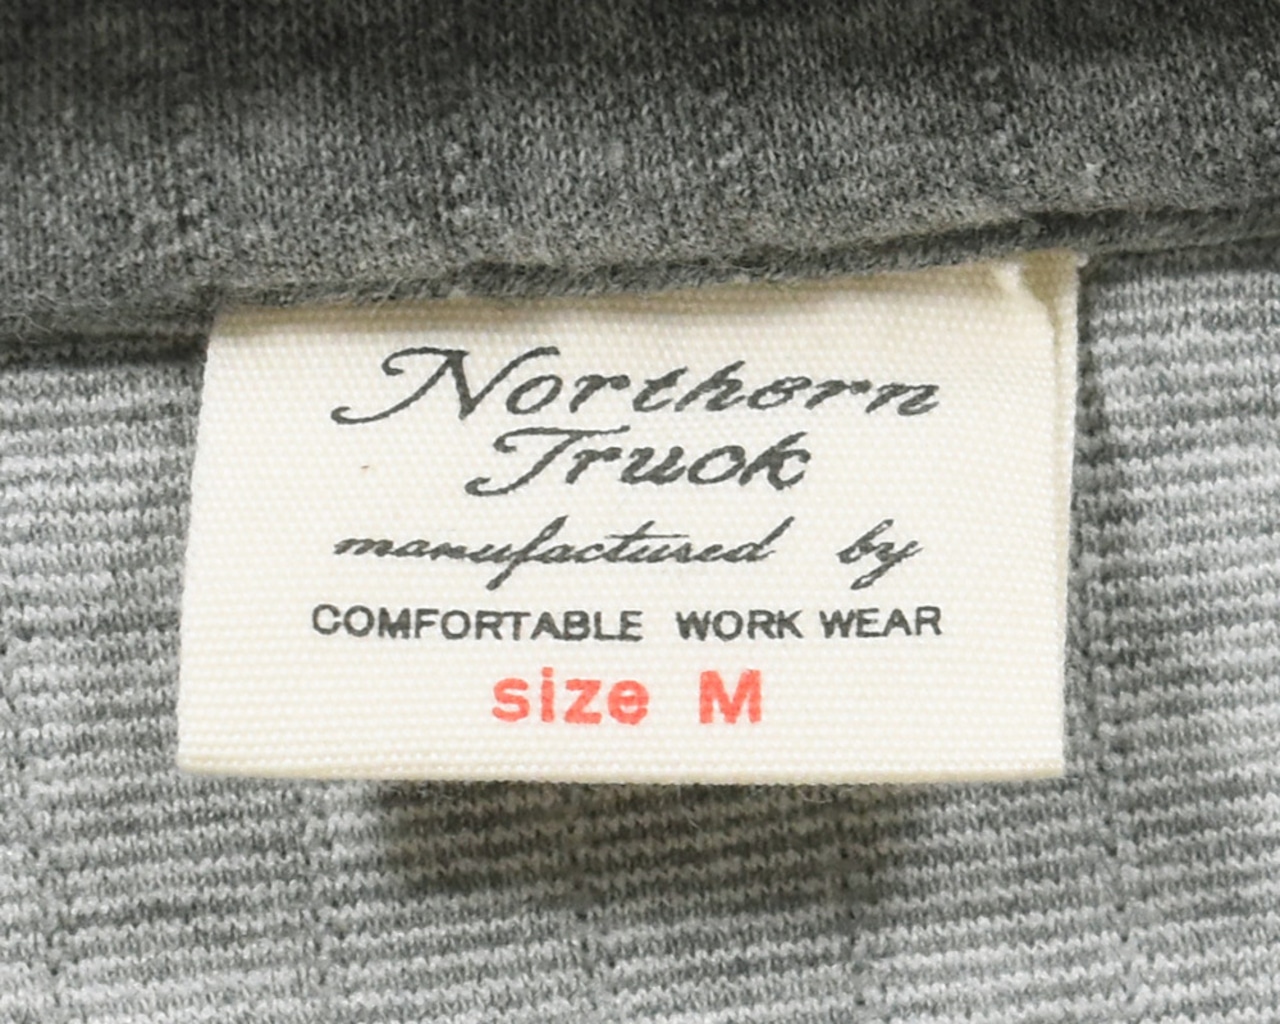 Northern
Truck
manufactured by
COMFORTABLE WORK WEAR
size M